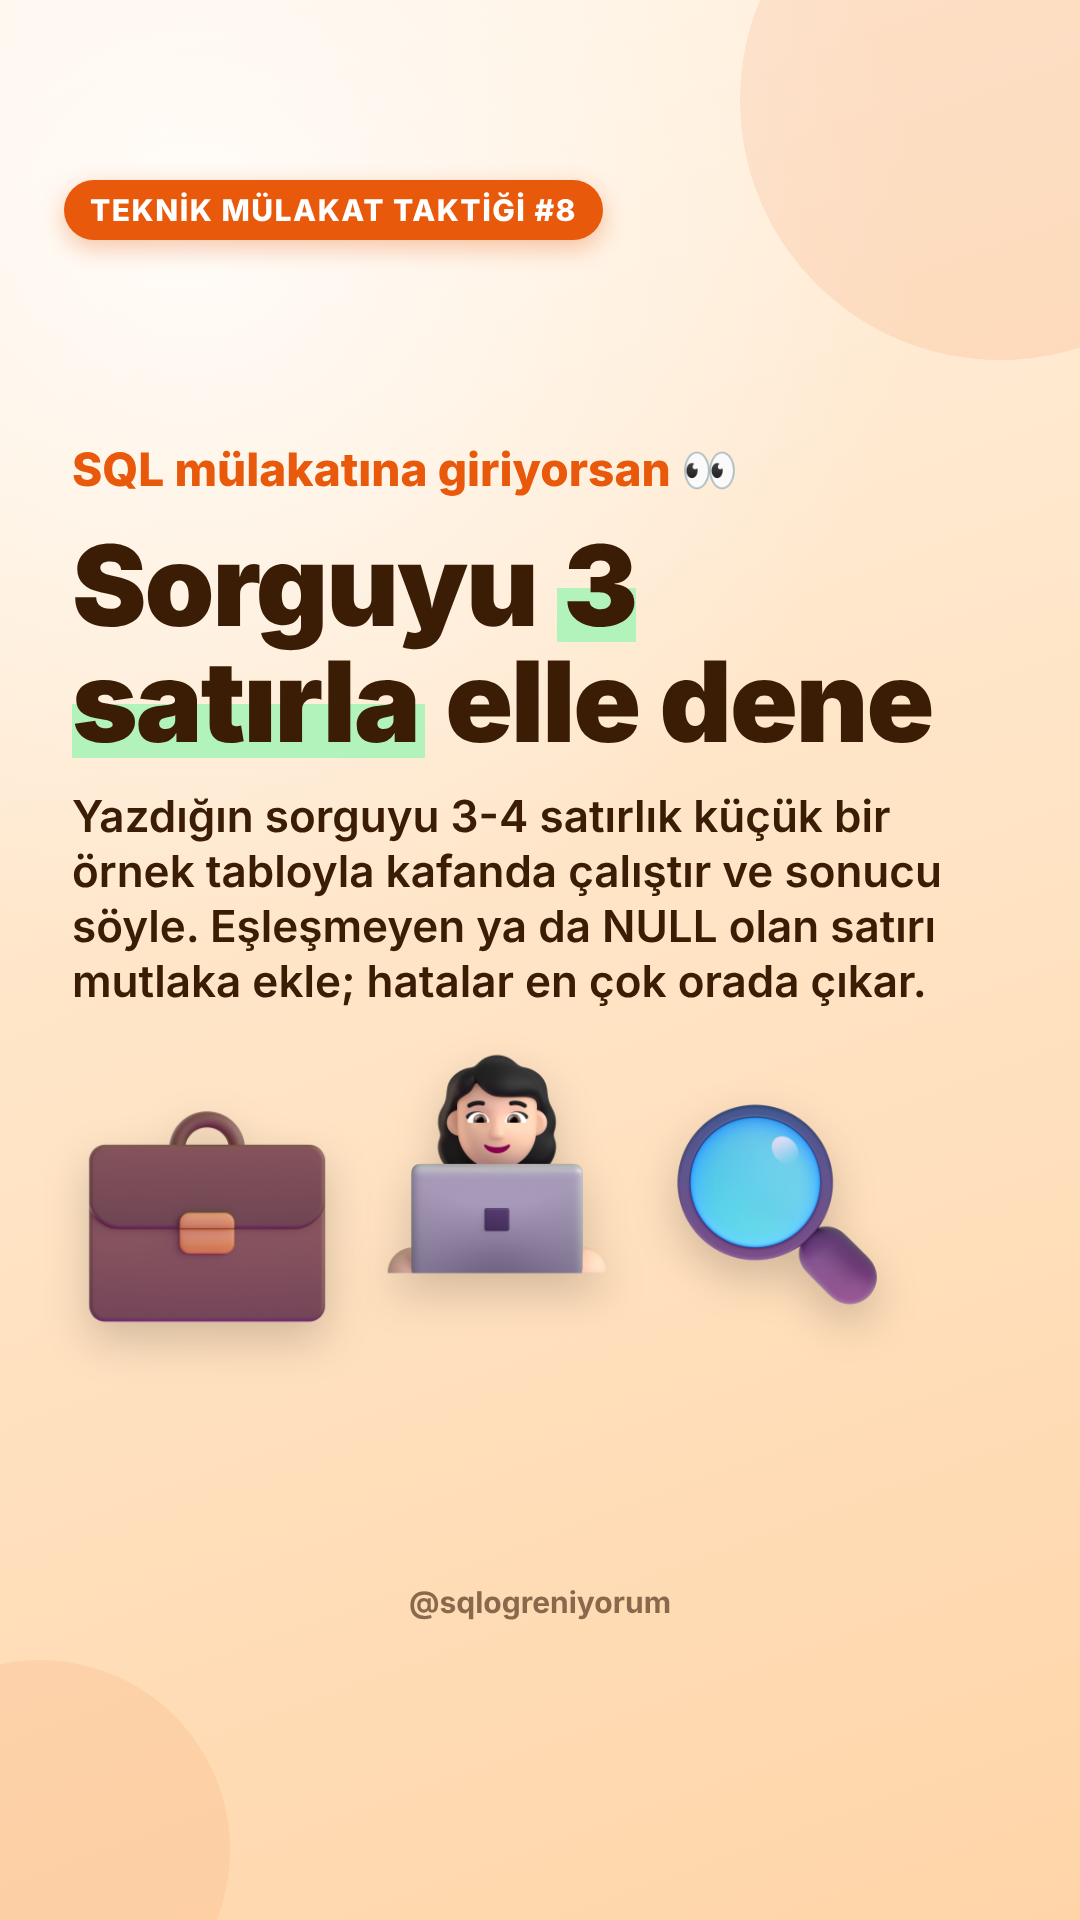 TEKNİK MÜLAKAT TAKTİĞİ #8
SQL mülakatına giriyorsan 👀
Sorguyu 3
satırla elle dene
Yazdığın sorguyu 3-4 satırlık küçük bir
örnek tabloyla kafanda çalıştır ve sonucu
söyle. Eşleşmeyen ya da NULL olan satırı
mutlaka ekle; hatalar en çok orada çıkar.
@sqlogreniyorum